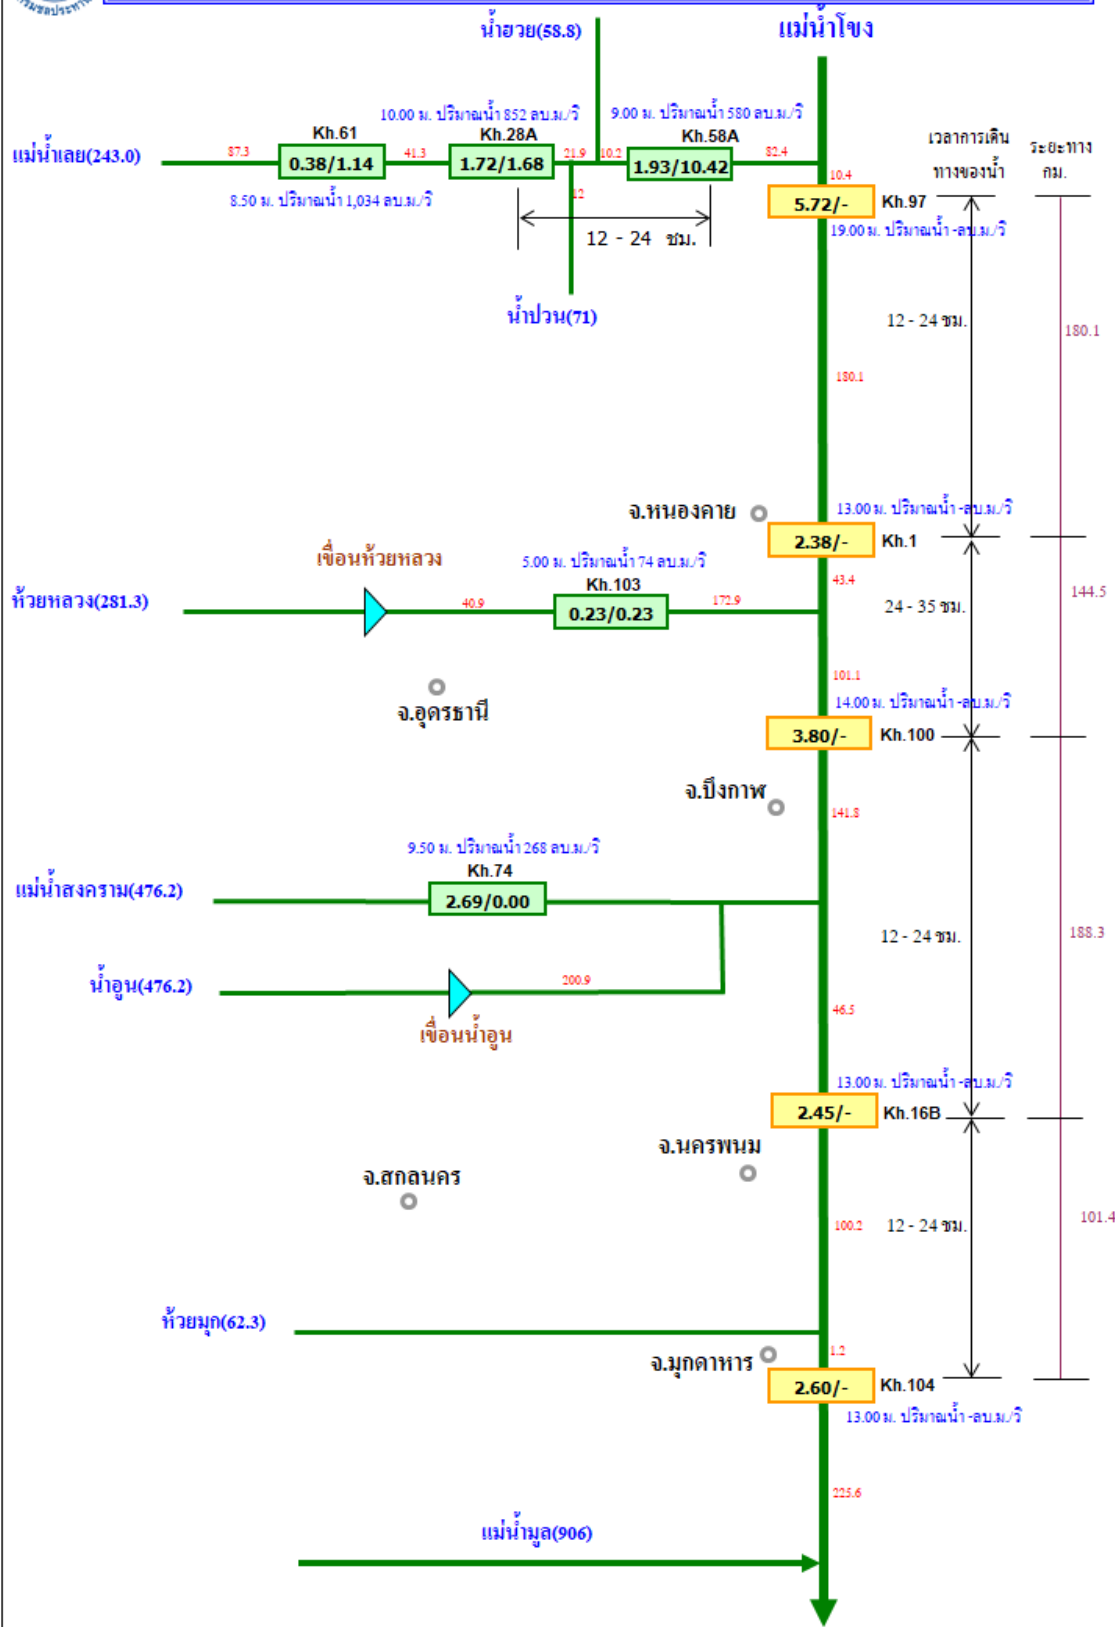 กรมชลประทาน
น้ำฮวย(58.8)
แม่น้ำโขง
10.00 ม. ปริมาณน้ำ 852 ลบ.ม./วิ
9.00 ม. ปริมาณน้ำ 580 ลบ.ม./วิ
Kh.61
Kh.28A
Kh.58A
เวลาการเดิน
ทางของน้ำ
ระยะทาง
กม.
แม่น้ำเลย(243.0)
87.3
0.38/1.14
41.3
1.72/1.68
21.9
10.2
1.93/10.42
82.4
10.4
8.50 ม. ปริมาณน้ำ 1,034 ลบ.ม./วิ
12
5.72/-
Kh.97
19.00 ม. ปริมาณน้ำ -ลบ.ม./วิ
12 - 24 ชม.
น้ำปวน(71)
12 - 24 ชม.
180.1
180.1
จ.หนองคาย
13.00 ม. ปริมาณน้ำ -ลบ.ม./วิ
2.38/-
Kh.1
เขื่อนห้วยหลวง
5.00 ม. ปริมาณน้ำ 74 ลบ.ม./วิ
Kh.103
43.4
ห้วยหลวง(281.3)
40.9
0.23/0.23
172.9
24 - 35 ชม.
144.5
101.1
จ.อุดรธานี
14.00 ม. ปริมาณน้ำ -ลบ.ม./วิ
3.80/-
Kh.100
จ.บึงกาฬ
141.8
9.50 ม. ปริมาณน้ำ 268 ลบ.ม./วิ
Kh.74
แม่น้ำสงคราม(476.2)
2.69/0.00
12 - 24 ชม.
188.3
น้ำอูน(476.2)
200.9
46.5
เขื่อนน้ำอูน
13.00 ม. ปริมาณน้ำ -ลบ.ม./วิ
2.45/-
Kh.16B
จ.นครพนม
จ.สกลนคร
100.2
12 - 24 ชม.
101.4
ห้วยมุก(62.3)
จ.มุกดาหาร
1.2
2.60/-
Kh.104
13.00 ม. ปริมาณน้ำ -ลบ.ม./วิ
225.6
แม่น้ำมูล(906)